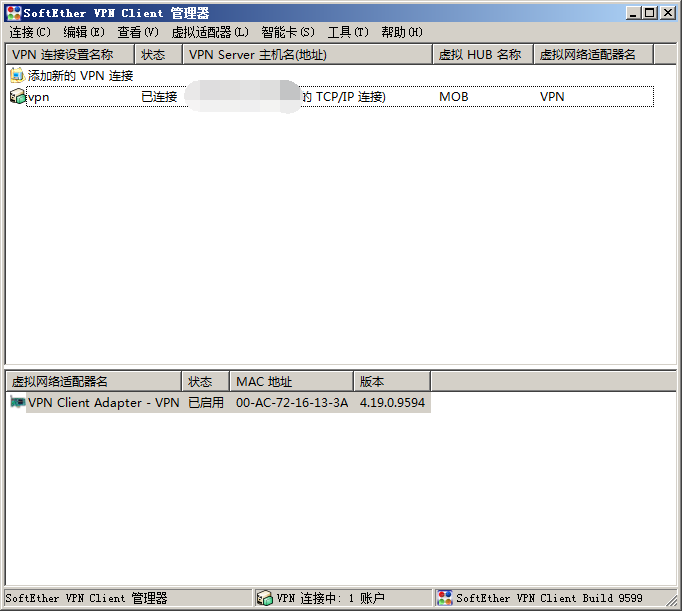 SoftEther VPN Client 管理器
连接(C) 编辑(E) 查看(V) 虚拟适配器(L) 智能卡(S) 工具(T) 帮助(H)
VPN 连接设置名称 状态 VPN Server 主机名(地址) 虚拟 HUB 名称 虚拟网络适配器名
添加新的 VPN 连接
vpn 已连接 的 TCP/IP 连接) MOB VPN
虚拟网络适配器名 状态 MAC 地址 版本
VPN Client Adapter - VPN 已启用 00-AC-72-16-13-3A 4.19.0.9594
SoftEther VPN Client 管理器 VPN 连接中: 1 账户 SoftEther VPN Client Build 9599